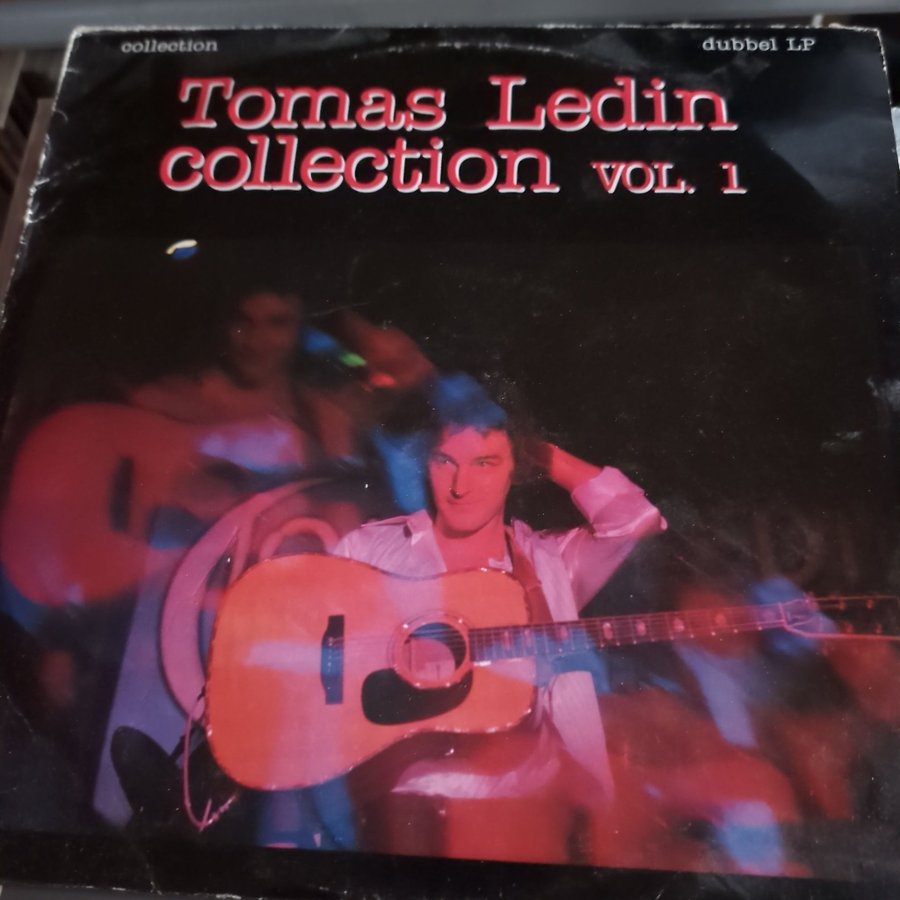 collection
dubbel LP
Tomas Ledin
collection VOL. 1